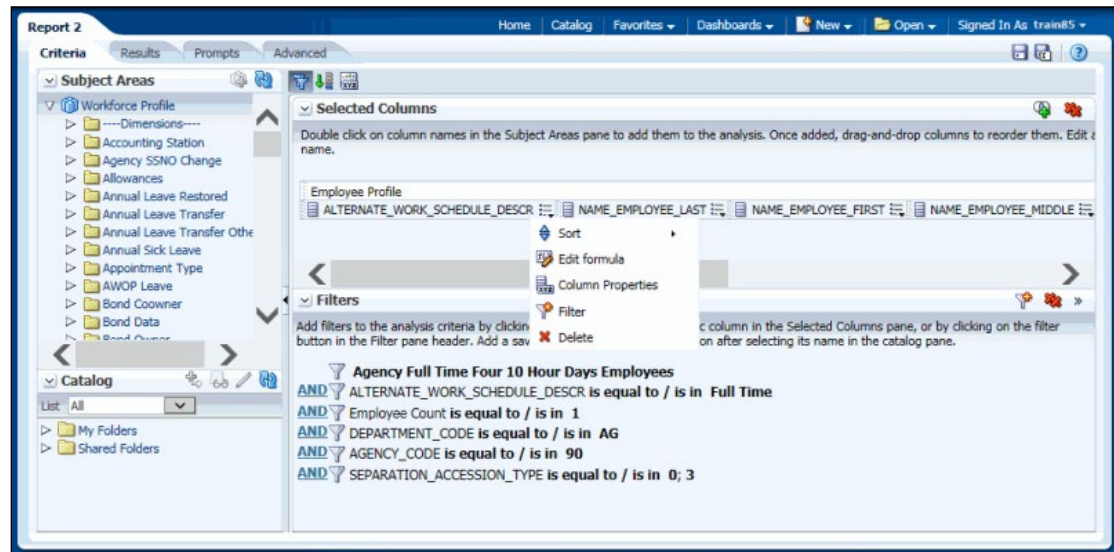 Report 2
Home Catalog Favorites Dashboards New Open Signed In As train85
Criteria Results Prompts Advanced
Subject Areas
Workforce Profile
----Dimensions----
Accounting Station
Agency SSNO Change
Allowances
Annual Leave Restored
Annual Leave Transfer
Annual Leave Transfer Othe
Annual Sick Leave
Appointment Type
AWOP Leave
Bond Coowner
Bond Data
Bond Owner
Catalog
List All
My Folders
Shared Folders
Selected Columns
Double click on column names in the Subject Areas pane to add them to the analysis. Once added, drag-and-drop columns to reorder them. Edit a
name.
Employee Profile
ALTERNATE_WORK_SCHEDULE_DESCR NAME_EMPLOYEE_LAST NAME_EMPLOYEE_FIRST NAME_EMPLOYEE_MIDDLE
Sort
Edit formula
Column Properties
Filter
Delete
Filters
Add filters to the analysis criteria by clickin c column in the Selected Columns pane, or by clicking on the filter
button in the Filter pane header. Add a sav on after selecting its name in the catalog pane.
Agency Full Time Four 10 Hour Days Employees
AND ALTERNATE_WORK_SCHEDULE_DESCR is equal to / is in Full Time
AND Employee Count is equal to / is in 1
AND DEPARTMENT_CODE is equal to / is in AG
AND AGENCY_CODE is equal to / is in 90
AND SEPARATION_ACCESSION_TYPE is equal to / is in 0; 3